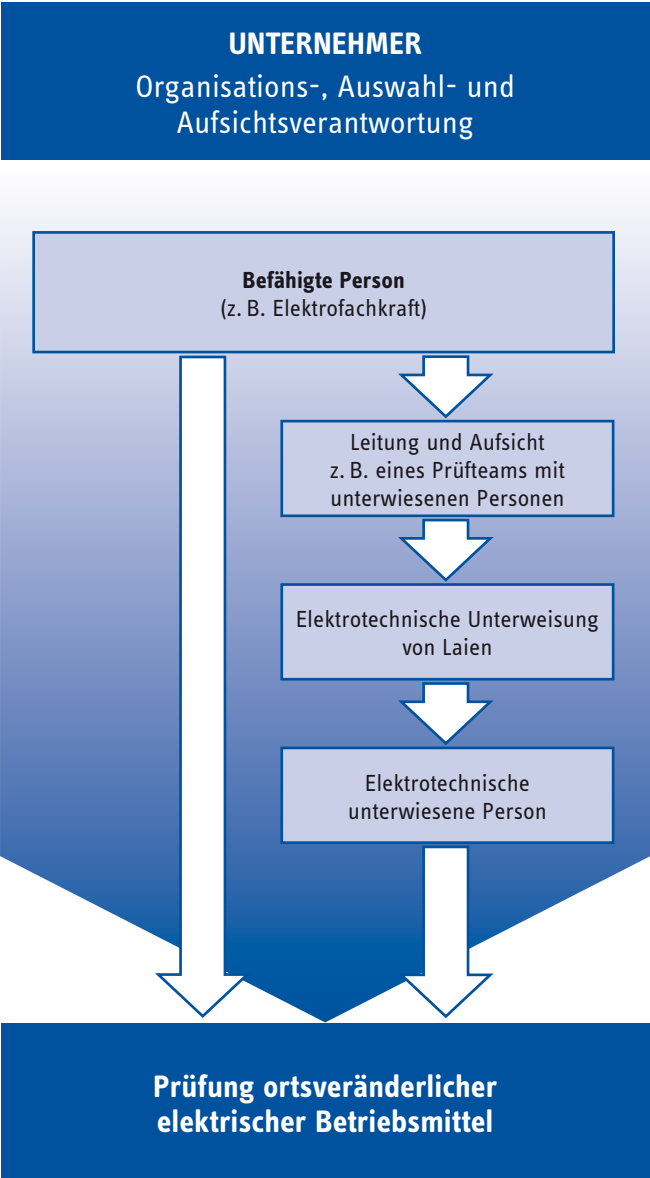 UNTERNEHMER
Organisations-, Auswahl- und
Aufsichtsverantwortung
Befähigte Person
(z. B. Elektrofachkraft)
Leitung und Aufsicht
z. B. eines Prüfteams mit
unterwiesenen Personen
Elektrotechnische Unterweisung
von Laien
Elektrotechnische
unterwiesene Person
Prüfung ortsveränderlicher
elektrischer Betriebsmittel